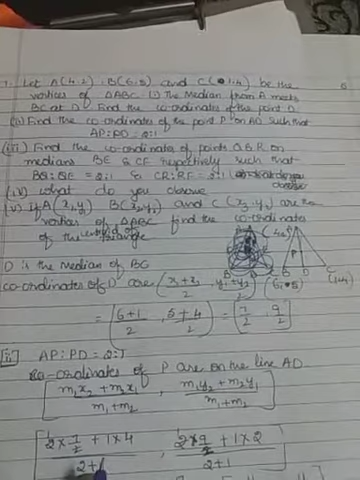 1. Let A(4,2), B(6,5) and C(1,4) be the
vertices of ΔABC. (i) The Median from A meets
BC at D. Find the co-ordinates of the point D.
(ii) Find the co-ordinates of the point P on AD such that
AP:PD = 2:1
(iii) Find the co-ordinates of points Q & R on
medians BE & CF respectively such that
BQ:QE = 2:1 & CR:RF = 2:1
(iv) what do you observe
(v) If A(x,y) B(x2,y2) and C(x3,y3) are the
vertices of ΔABC find the co-ordinates
of the centroid of triangle
D is the median of BC
co-ordinates of D are (x1+x2/2, y1+y2/2)
= (6+1/2, 5+4/2) = (7/2, 9/2)
A
P
B
D
C(1,4)
(6,5)
[ii] AP:PD = 2:1
Co-ordinates of P are on the line AD
[m1x2+m2x1/m1+m2, m1y2+m2y1/m1+m2]
[2×7/2+1×4/2+1, 2×9/2+1×2/2+1]